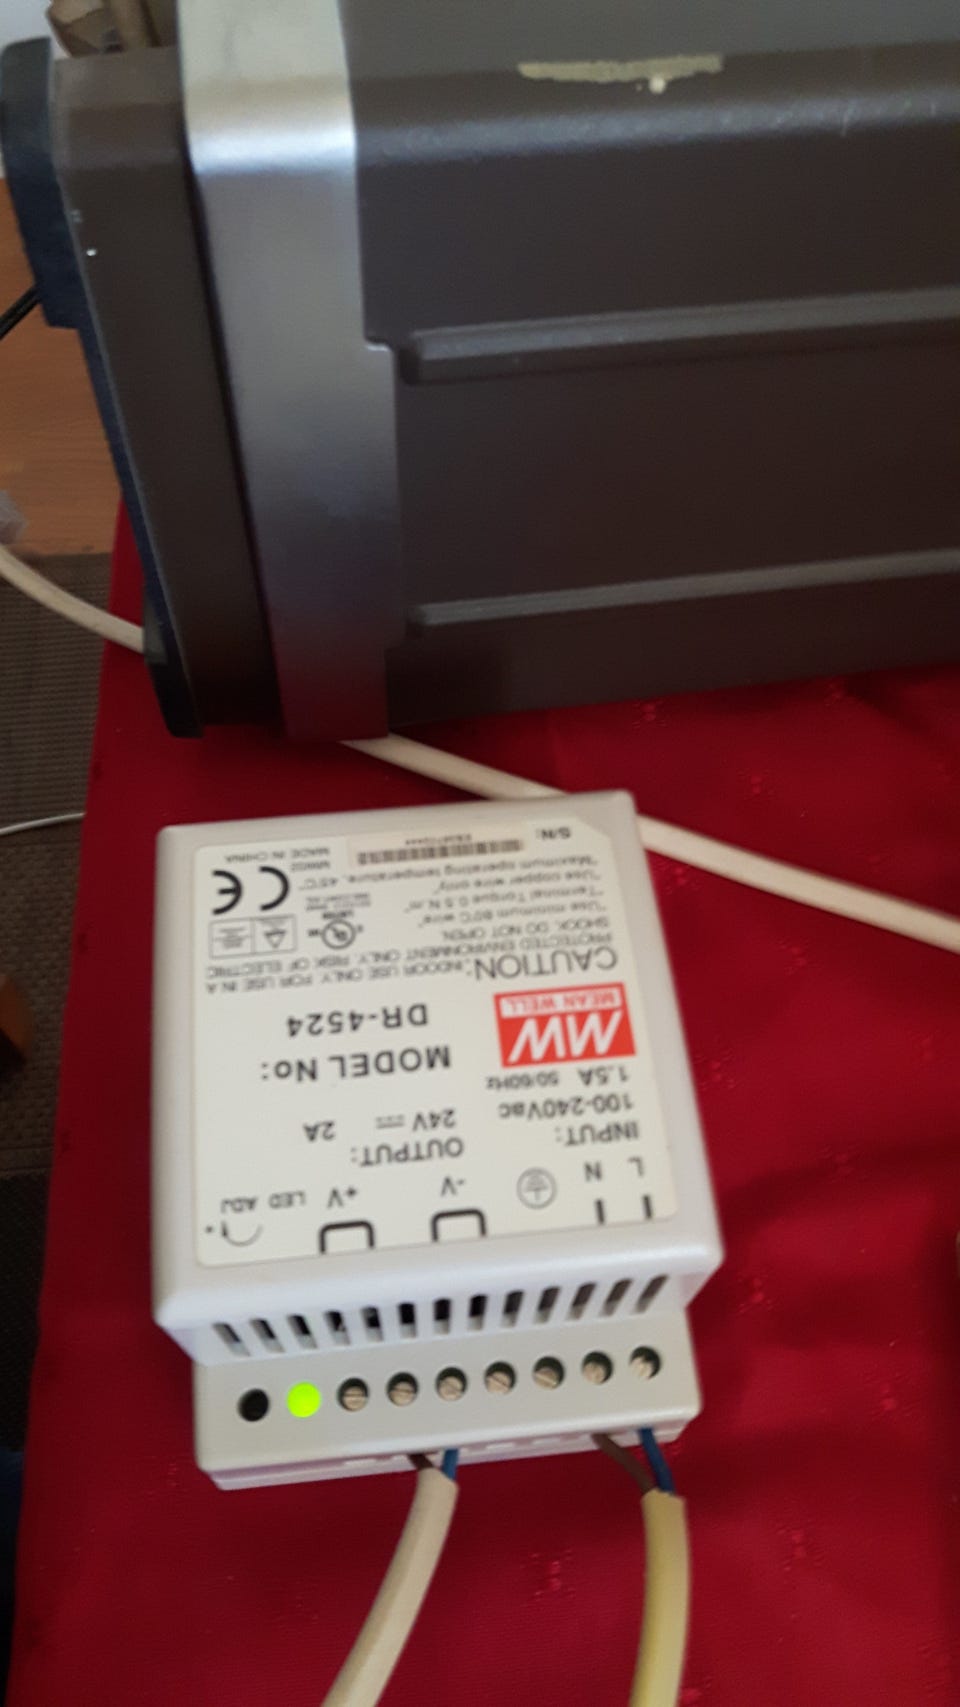 L N -V +V LED ADJ
INPUT:
100-240Vac
1.5A 50/60Hz
OUTPUT:
24V 2A
MW
MEAN WELL
MODEL No:
DR-4524
CAUTION:
INDOOR USE ONLY. FOR USE IN A
PROTECTED ENVIRONMENT ONLY. RISK OF ELECTRIC
SHOCK. DO NOT OPEN.
"Use minimum 80°C wire"
"Terminal Torque 0.5 N.m"
"Use copper wire only"
"Maximum operating temperature, 45°C"
CE
MADE IN CHINA
S/N: